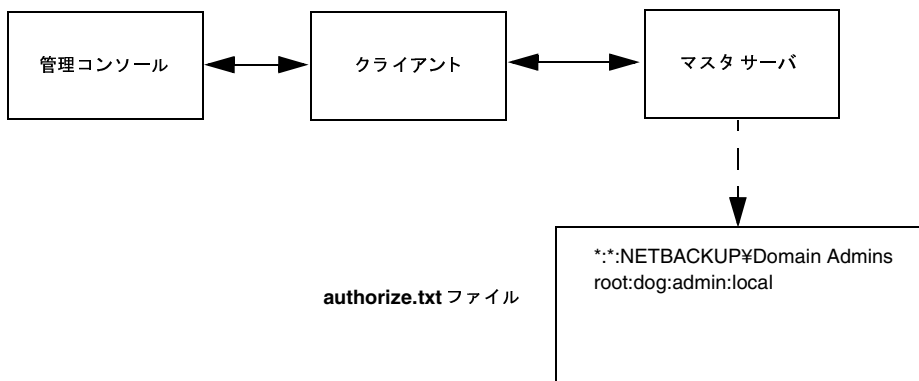 管理コンソール
クライアント
マスタ サーバ
*:*:NETBACKUP¥Domain Admins
root:dog:admin:local
authorize.txt ファイル